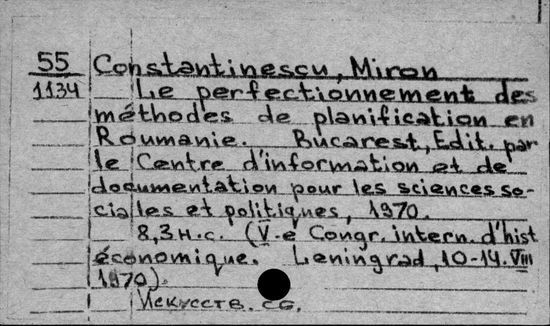 55 Constantinescu, Miron
1134 Le perfectionnement des
méthodes de planification en
Roumanie. Bucarest, Edit. par
le Centre d'information et de
documentation pour les sciences so-
ciales et politiques, 1970.
8,3 н.с. (V-e Congr. intern. d'hist
économique. Leningrad, 10-14.VIII
1970).
Искусств. сб.